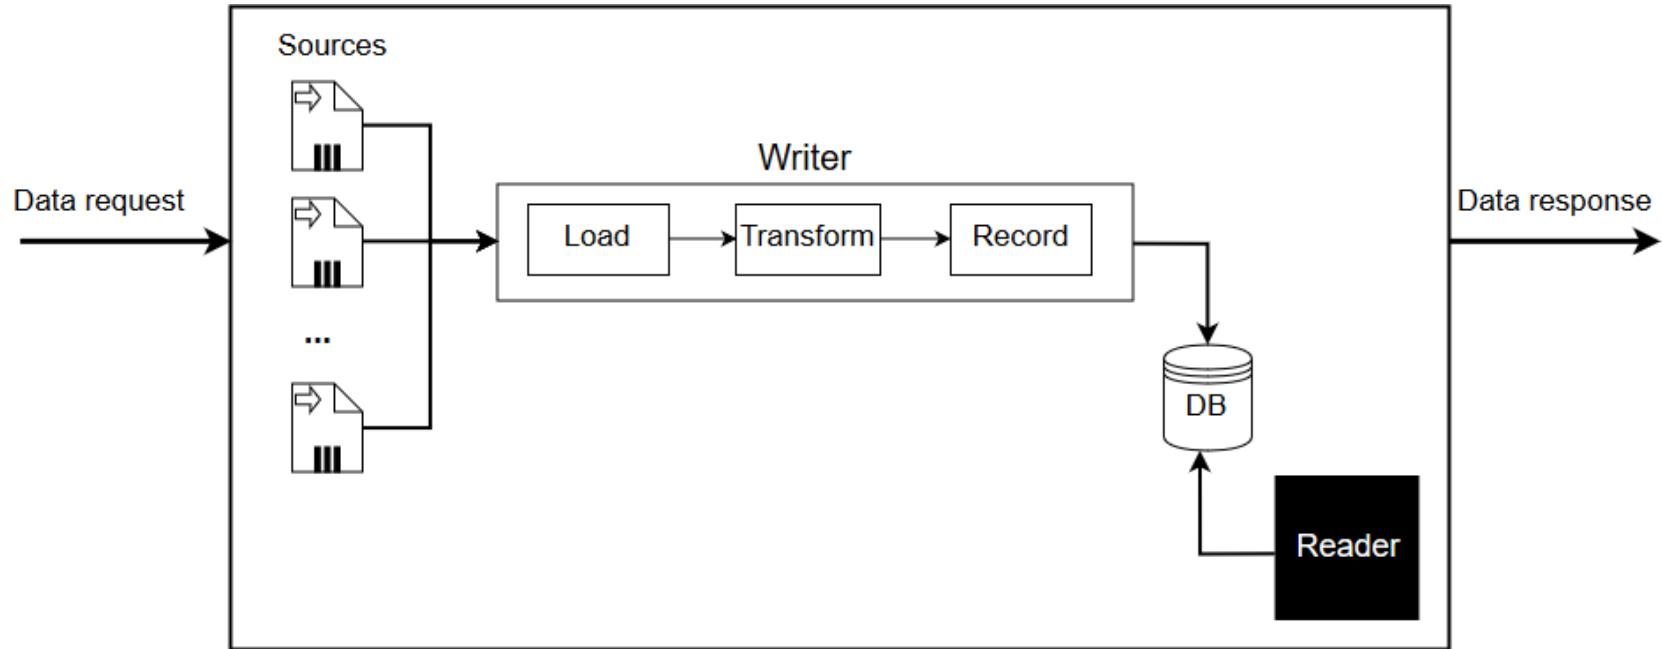 Sources
Writer
Data request
Data response
Load
Transform
Record
...
DB
Reader